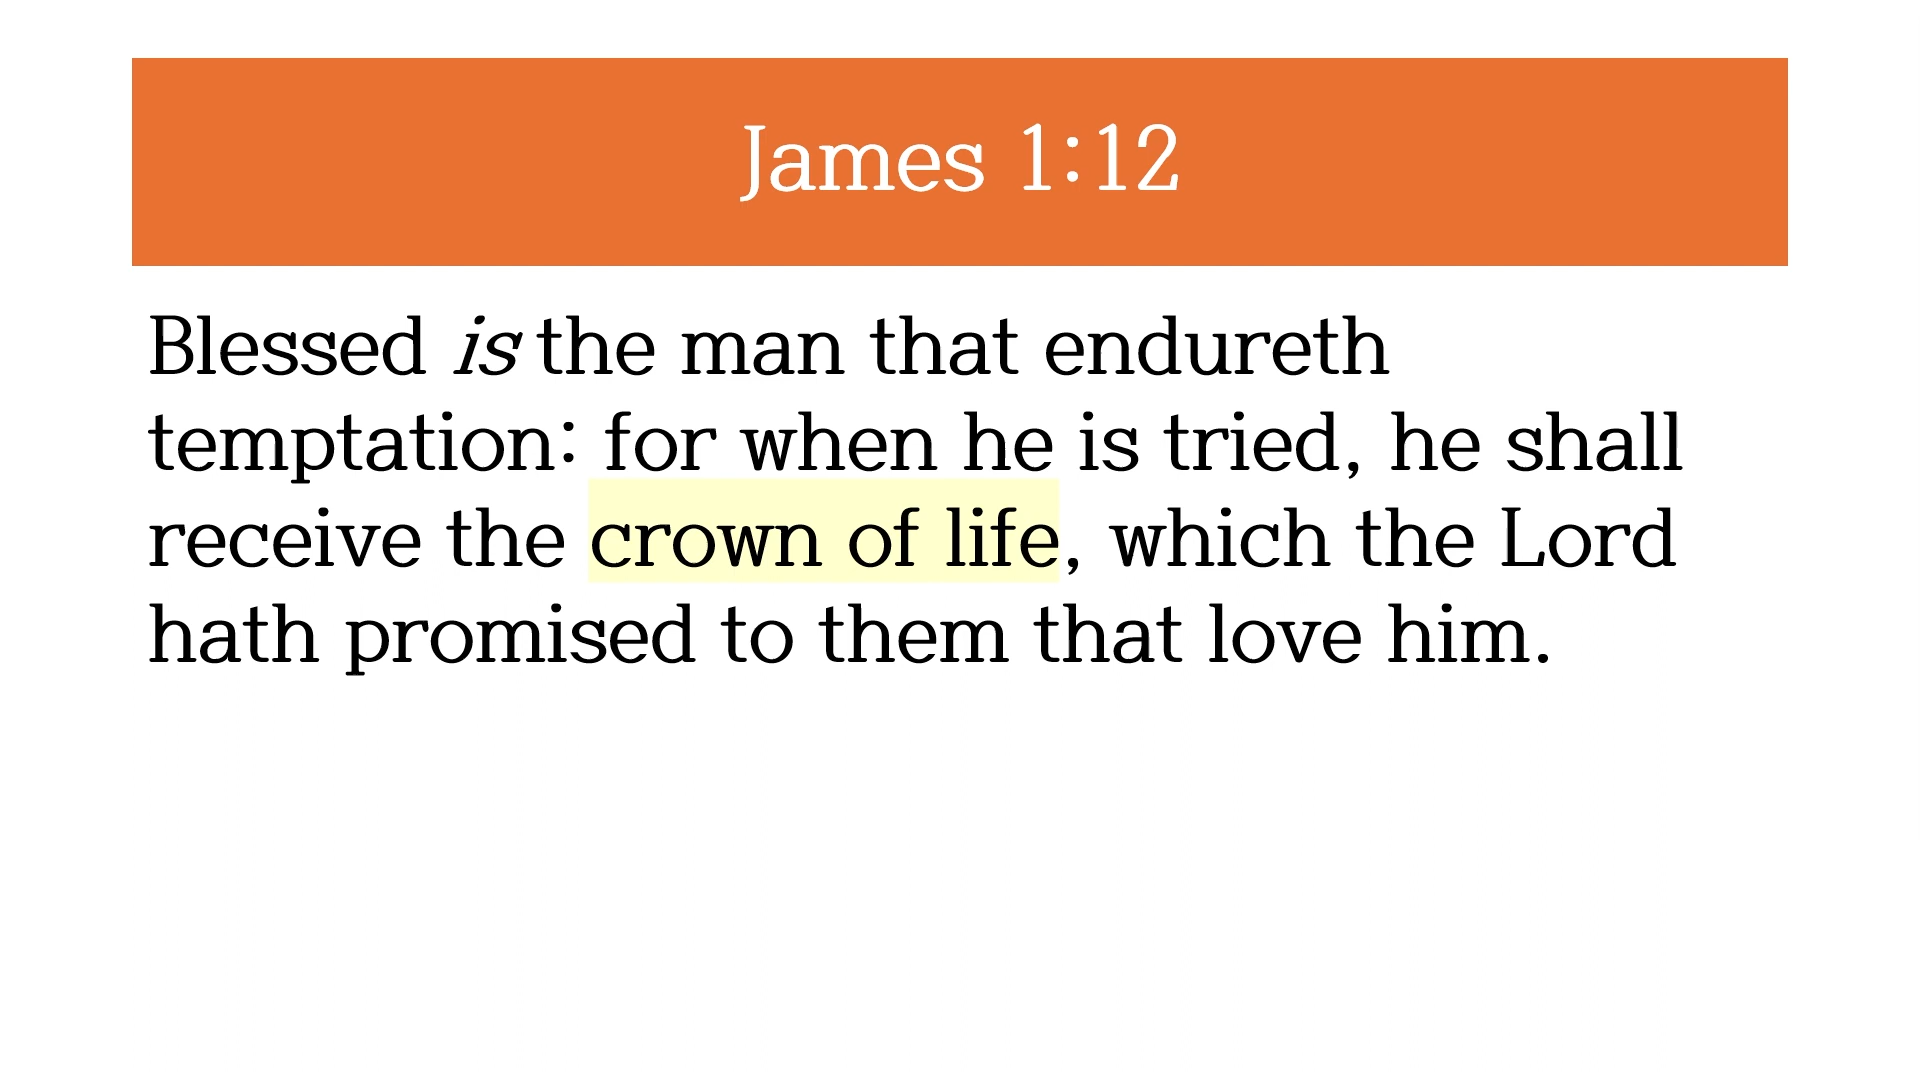 James 1:12
Blessed is the man that endureth
temptation: for when he is tried, he shall
receive the crown of life, which the Lord
hath promised to them that love him.